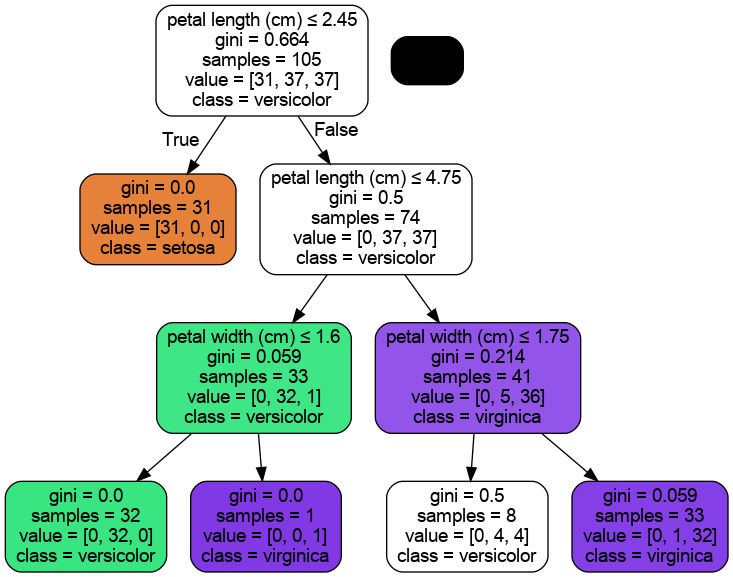 petal length (cm) ≤ 2.45
gini = 0.664
samples = 105
value = [31, 37, 37]
class = versicolor
True
False
gini = 0.0
samples = 31
value = [31, 0, 0]
class = setosa
petal length (cm) ≤ 4.75
gini = 0.5
samples = 74
value = [0, 37, 37]
class = versicolor
petal width (cm) ≤ 1.6
gini = 0.059
samples = 33
value = [0, 32, 1]
class = versicolor
petal width (cm) ≤ 1.75
gini = 0.214
samples = 41
value = [0, 5, 36]
class = virginica
gini = 0.0
samples = 32
value = [0, 32, 0]
class = versicolor
gini = 0.0
samples = 1
value = [0, 0, 1]
class = virginica
gini = 0.5
samples = 8
value = [0, 4, 4]
class = versicolor
gini = 0.059
samples = 33
value = [0, 1, 32]
class = virginica